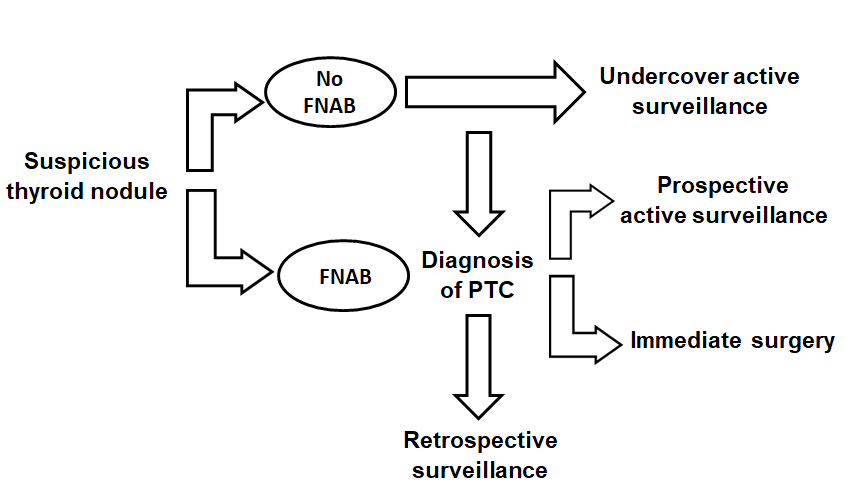 No
FNAB
Undercover active
surveillance
Suspicious
thyroid nodule
Prospective
active surveillance
FNAB
Diagnosis
of PTC
Immediate surgery
Retrospective
surveillance